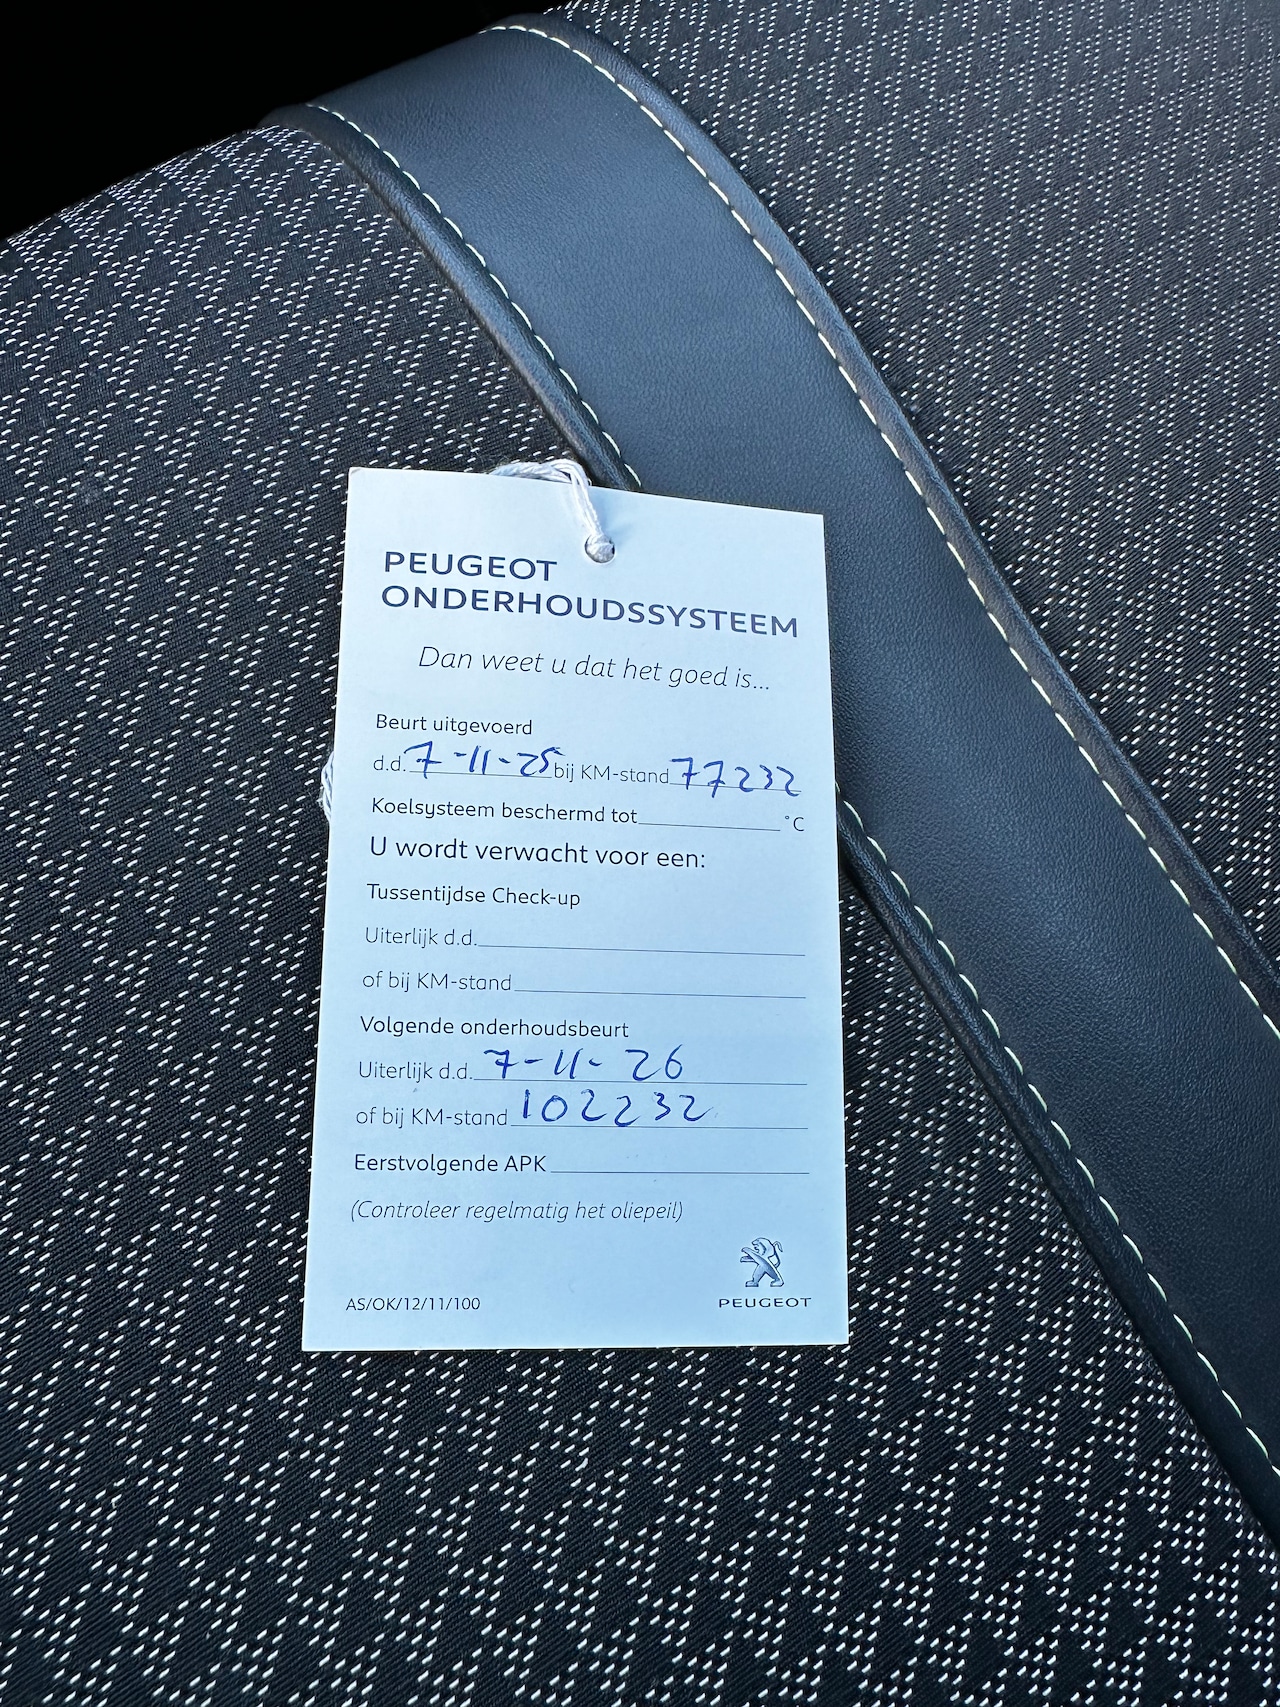 PEUGEOT
ONDERHOUDSSYSTEEM
Dan weet u dat het goed is...
Beurt uitgevoerd
d.d. 7-11-25 bij KM-stand 77232
Koelsysteem beschermd tot °C
U wordt verwacht voor een:
Tussentijdse Check-up
Uiterlijk d.d.
of bij KM-stand
Volgende onderhoudsbeurt
Uiterlijk d.d. 7-11-26
of bij KM-stand 102232
Eerstvolgende APK
(Controleer regelmatig het oliepeil)
AS/OK/12/11/100
PEUGEOT